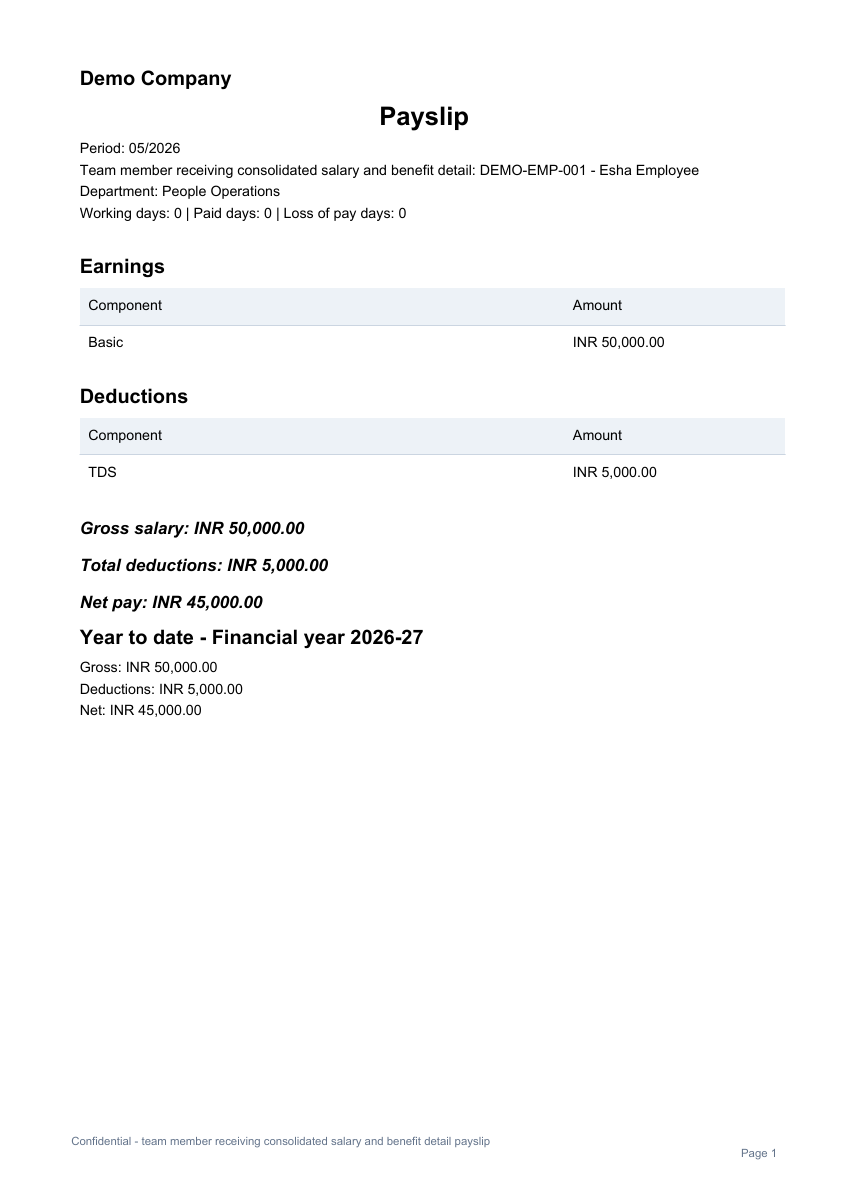 Demo Company
Payslip
Period: 05/2026
Team member receiving consolidated salary and benefit detail: DEMO-EMP-001 - Esha Employee
Department: People Operations
Working days: 0 | Paid days: 0 | Loss of pay days: 0
Earnings
Component Amount
Basic INR 50,000.00
Deductions
Component Amount
TDS INR 5,000.00
Gross salary: INR 50,000.00
Total deductions: INR 5,000.00
Net pay: INR 45,000.00
Year to date - Financial year 2026-27
Gross: INR 50,000.00
Deductions: INR 5,000.00
Net: INR 45,000.00
Confidential - team member receiving consolidated salary and benefit detail payslip
Page 1